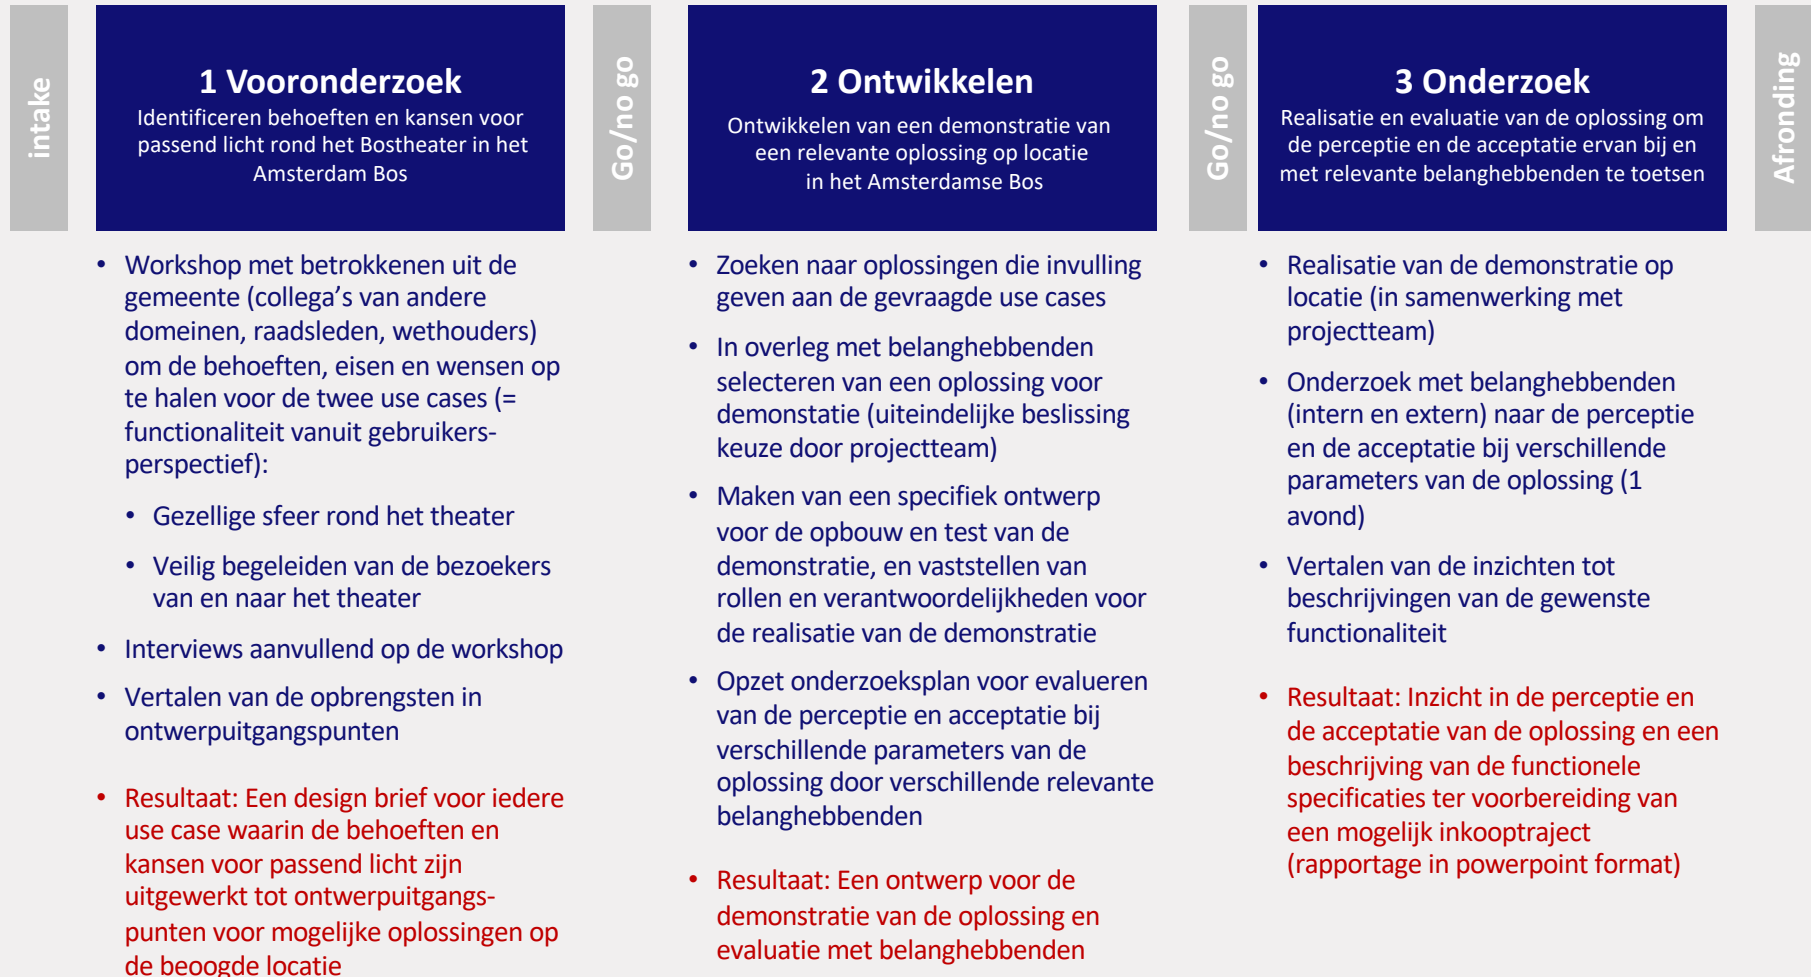 intake
1 Vooronderzoek
Identificeren behoeften en kansen voor
passend licht rond het Bostheater in het
Amsterdam Bos
• Workshop met betrokkenen uit de
gemeente (collega's van andere
domeinen, raadsleden, wethouders)
om de behoeften, eisen en wensen op
te halen voor de twee use cases (=
functionaliteit vanuit gebruikers-
perspectief):
• Gezellige sfeer rond het theater
• Veilig begeleiden van de bezoekers
van en naar het theater
• Interviews aanvullend op de workshop
• Vertalen van de opbrengsten in
ontwerpuitgangspunten
• Resultaat: Een design brief voor iedere
use case waarin de behoeften en
kansen voor passend licht zijn
uitgewerkt tot ontwerpuitgangs-
punten voor mogelijke oplossingen op
de beoogde locatie
Go/no go
2 Ontwikkelen
Ontwikkelen van een demonstratie van
een relevante oplossing op locatie
in het Amsterdamse Bos
• Zoeken naar oplossingen die invulling
geven aan de gevraagde use cases
• In overleg met belanghebbenden
selecteren van een oplossing voor
demonstatie (uiteindelijke beslissing
keuze door projectteam)
• Maken van een specifiek ontwerp
voor de opbouw en test van de
demonstratie, en vaststellen van
rollen en verantwoordelijkheden voor
de realisatie van de demonstratie
• Opzet onderzoeksplan voor evalueren
van de perceptie en acceptatie bij
verschillende parameters van de
oplossing door verschillende relevante
belanghebbenden
• Resultaat: Een ontwerp voor de
demonstratie van de oplossing en
evaluatie met belanghebbenden
Go/no go
3 Onderzoek
Realisatie en evaluatie van de oplossing om
de perceptie en de acceptatie ervan bij en
met relevante belanghebbenden te toetsen
• Realisatie van de demonstratie op
locatie (in samenwerking met
projectteam)
• Onderzoek met belanghebbenden
(intern en extern) naar de perceptie
en de acceptatie bij verschillende
parameters van de oplossing (1
avond)
• Vertalen van de inzichten tot
beschrijvingen van de gewenste
functionaliteit
• Resultaat: Inzicht in de perceptie en
de acceptatie van de oplossing en een
beschrijving van de functionele
specificaties ter voorbereiding van
een mogelijk inkooptraject
(rapportage in powerpoint format)
Afronding